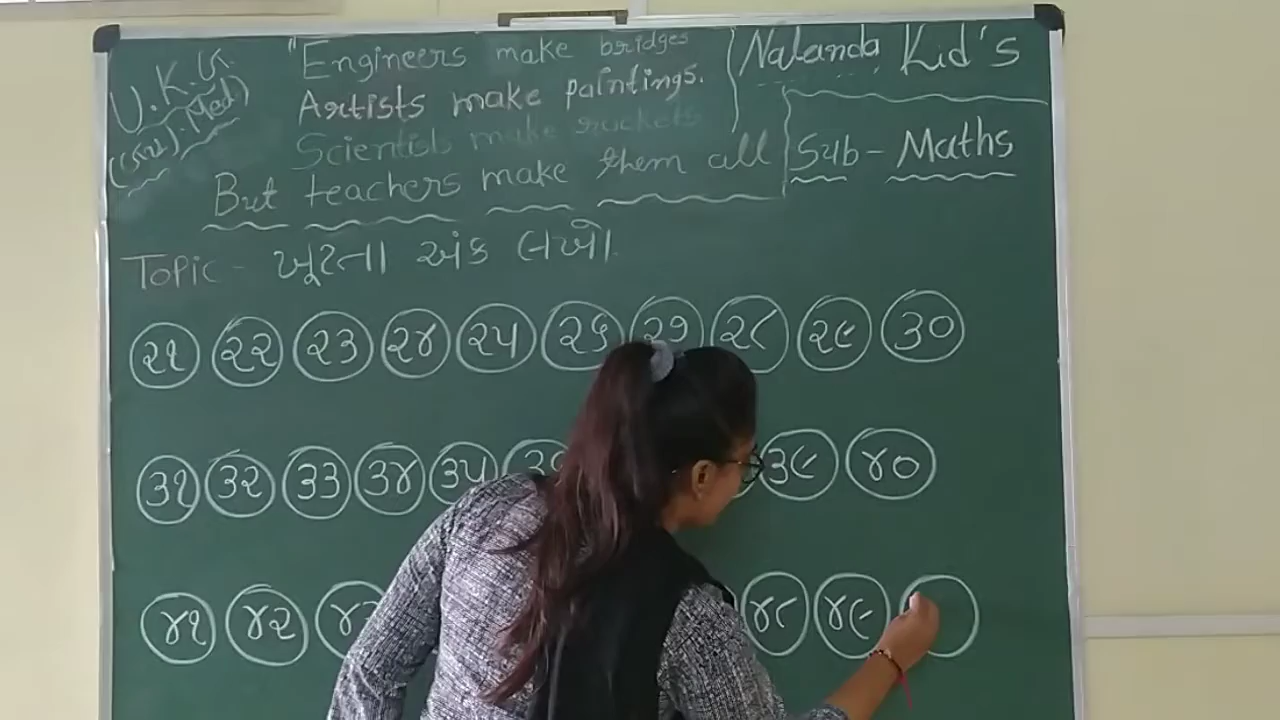 U.K.G.
"Engineers make bridges
Artists make paintings.
Scientists make rockets
But teachers make them all
Nalanda Kid's
Sub - Maths
Topic - ખૂટતા અંક લખો.
૨૧ ૨૨ ૨૩ ૨૪ ૨૫ ૨૬ ૨૭ ૨૮ ૨૯ ૩૦
૩૧ ૩૨ ૩૩ ૩૪ ૩૫ ૩૯ ૪૦
૪૧ ૪૨ ૪૮ ૪૯